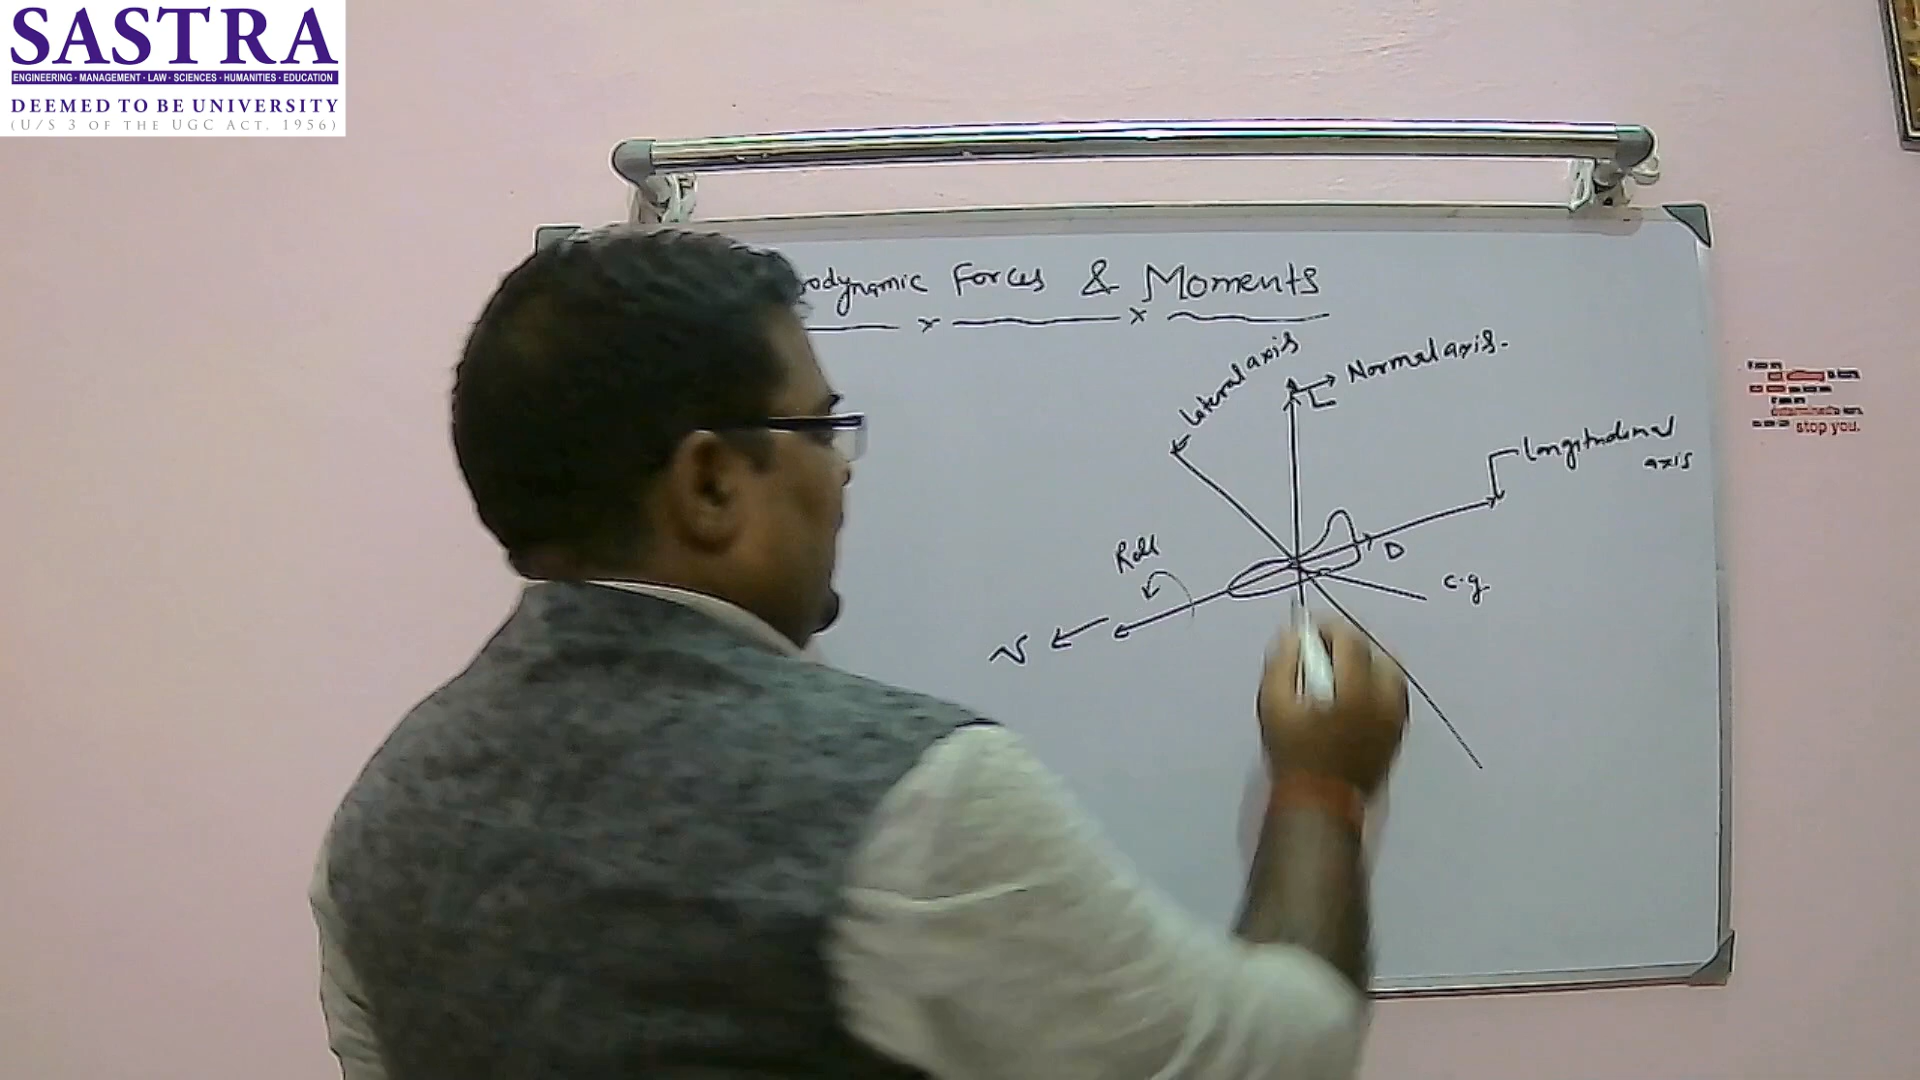 SASTRA
ENGINEERING · MANAGEMENT · LAW · SCIENCES · HUMANITIES · EDUCATION
DEEMED TO BE UNIVERSITY
(U/S 3 OF THE UGC ACT, 1956)
rodynamic Forces & Moments
lateral axis
Normal axis.
L
longitudinal
axis
Roll
D
c.g
V
stop you.